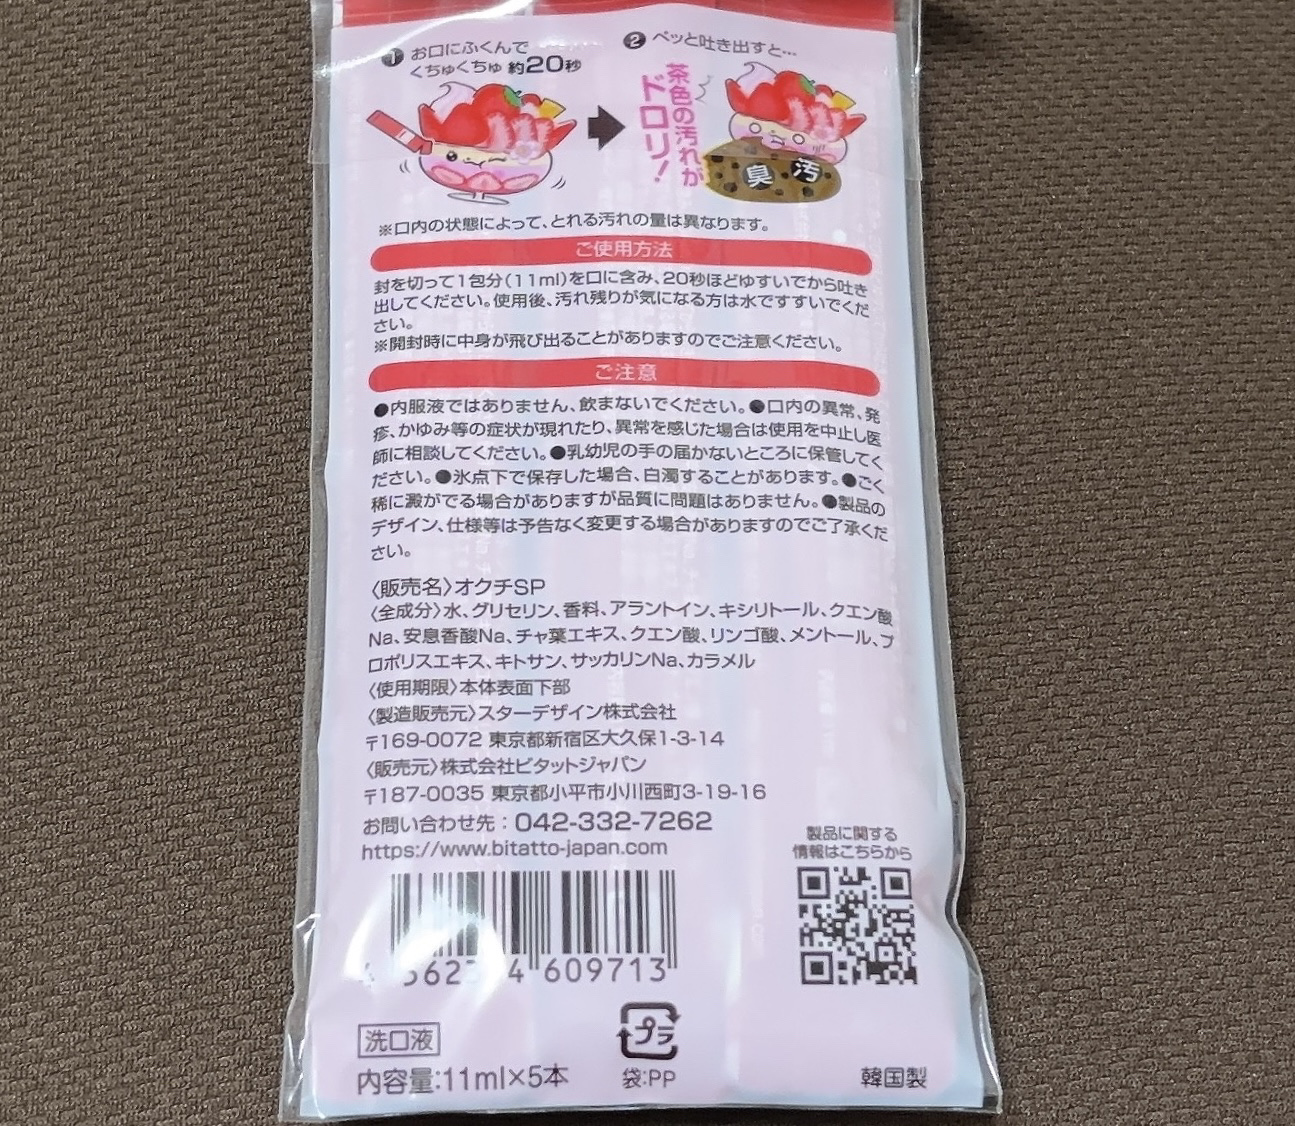 1 お口にふくんで
くちゅくちゅ 約20秒
2 ペッと吐き出すと…
茶色の汚れが
ドロリ!
臭 汚
※口内の状態によって、とれる汚れの量は異なります。
ご使用方法
封を切って1包分(11ml)を口に含み、20秒ほどゆすいでから吐き
出してください。使用後、汚れ残りが気になる方は水ですすいでくだ
さい。
※開封時に中身が飛び出ることがありますのでご注意ください。
ご注意
●内服液ではありません、飲まないでください。●口内の異常、発
疹、かゆみ等の症状が現れたり、異常を感じた場合は使用を中止し医
師に相談してください。●乳幼児の手の届かないところに保管してく
ださい。●氷点下で保存した場合、白濁することがあります。●ごく
稀に澱がでる場合がありますが品質に問題はありません。●製品の
デザイン、仕様等は予告なく変更する場合がありますのでご了承くだ
さい。
〈販売名〉オクチSP
〈全成分〉水、グリセリン、香料、アラントイン、キシリトール、クエン酸
Na、安息香酸Na、チャ葉エキス、クエン酸、リンゴ酸、メントール、プ
ロポリスエキス、キトサン、サッカリンNa、カラメル
〈使用期限〉本体表面下部
〈製造販売元〉スターデザイン株式会社
〒169-0072 東京都新宿区大久保1-3-14
〈販売元〉株式会社ビタットジャパン
〒187-0035 東京都小平市小川西町3-19-16
お問い合わせ先:042-332-7262
https://www.bitatto-japan.com
製品に関する
情報はこちらから
4 609713
洗口液
内容量:11ml×5本
プラ
袋:PP
韓国製